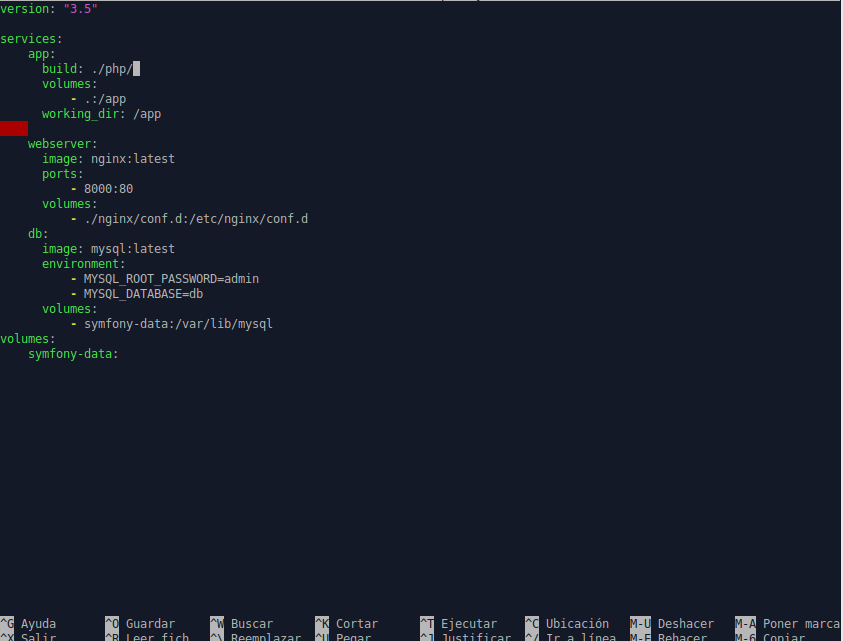 version: "3.5"
services:
    app:
      build: ./php/
      volumes:
          - .:/app
      working_dir: /app
    webserver:
      image: nginx:latest
      ports:
          - 8000:80
      volumes:
          - ./nginx/conf.d:/etc/nginx/conf.d
    db:
      image: mysql:latest
      environment:
          - MYSQL_ROOT_PASSWORD=admin
          - MYSQL_DATABASE=db
      volumes:
          - symfony-data:/var/lib/mysql
volumes:
    symfony-data:
^G Ayuda ^O Guardar ^W Buscar ^K Cortar ^T Ejecutar ^C Ubicación M-U Deshacer M-A Poner marca
^X Salir ^R Leer fich. ^\ Reemplazar ^U Pegar ^J Justificar ^/ Ir a línea M-E Rehacer M-6 Copiar